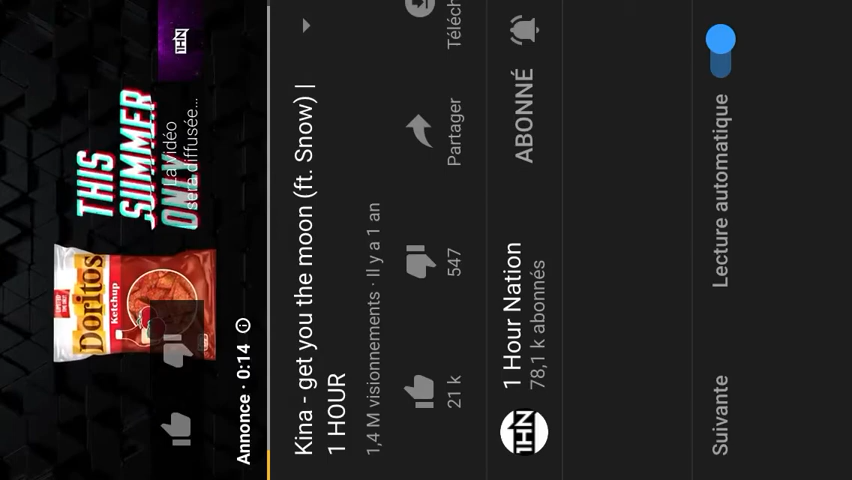 THIS
SUMMER
ONLY
La vidéo
sera diffusée...
1HN
Doritos
Ketchup
Annonce · 0:14
Kina - get you the moon (ft. Snow) |
1 HOUR
1,4 M visionnements · Il y a 1 an
21 k
547
Partager
Téléch
1HN
1 Hour Nation
78,1 k abonnés
ABONNÉ
Suivante
Lecture automatique